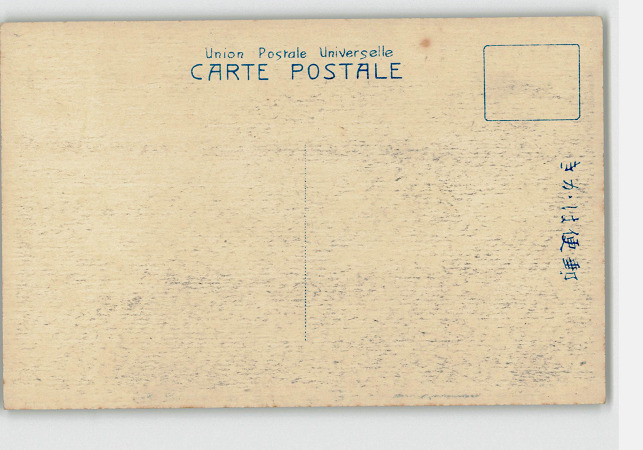 Union Postale Universelle
CARTE POSTALE
郵便はがき